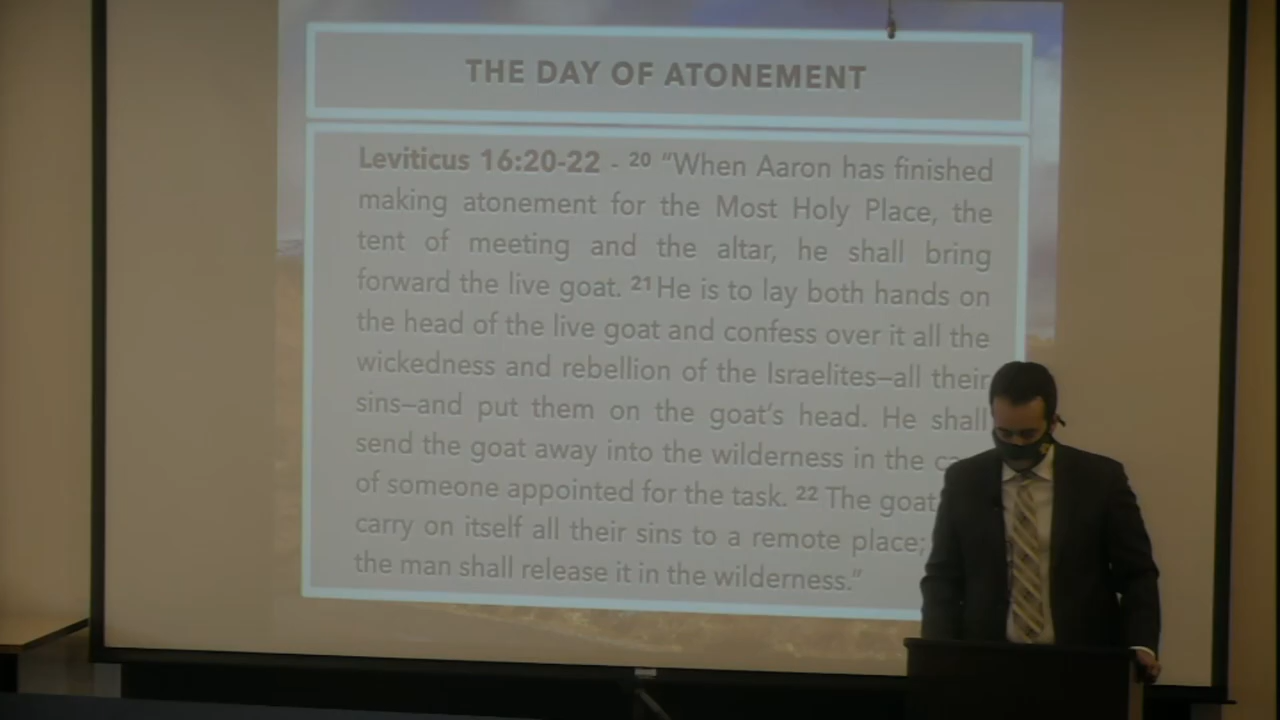 THE DAY OF ATONEMENT
Leviticus 16:20-22 - 20 “When Aaron has finished
making atonement for the Most Holy Place, the
tent of meeting and the altar, he shall bring
forward the live goat. 21 He is to lay both hands on
the head of the live goat and confess over it all the
wickedness and rebellion of the Israelites–all their
sins–and put them on the goat’s head. He shall
send the goat away into the wilderness in the
of someone appointed for the task. 22 The goat
carry on itself all their sins to a remote place;
the man shall release it in the wilderness.”